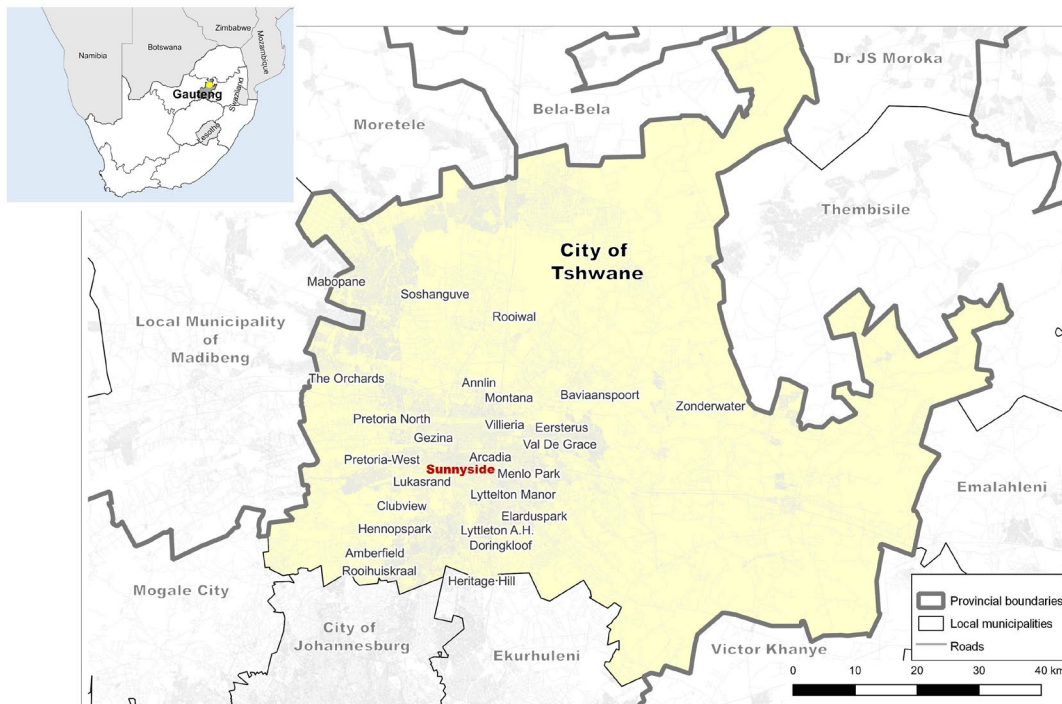 Zimbabwe
Mozambique
Botswana
Namibia
Gauteng
Swaziland
Lesotho
Dr JS Moroka
Bela-Bela
Moretele
Thembisile
City of
Tshwane
Mabopane
Soshanguve
Rooiwal
Local Municipality
of
Madibeng
The Orchards
Annlin
Montana
Baviaanspoort
Zonderwater
Pretoria North
Villieria
Eersterus
Gezina
Val De Grace
Arcadia
Pretoria-West
Sunnyside
Menlo Park
Lukasrand
Lyttelton Manor
Emalahleni
Clubview
Elarduspark
Hennopspark
Lyttleton A.H.
Doringkloof
Amberfield
Rooihuiskraal
Heritage Hill
Mogale City
City of
Johannesburg
Ekurhuleni
Victor Khanye
Provincial boundaries
Local municipalities
Roads
0 10 20 30 40 km